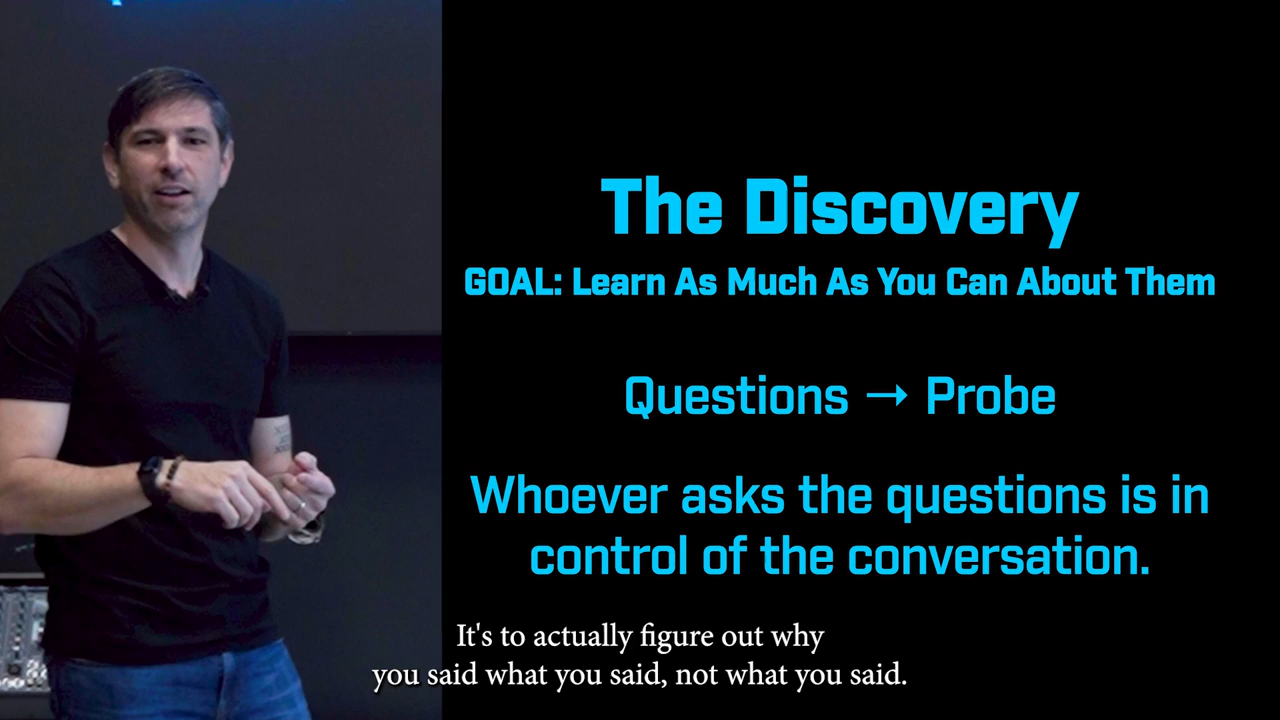 The Discovery
GOAL: Learn As Much As You Can About Them
Questions → Probe
Whoever asks the questions is in
control of the conversation.
It's to actually figure out why
you said what you said, not what you said.